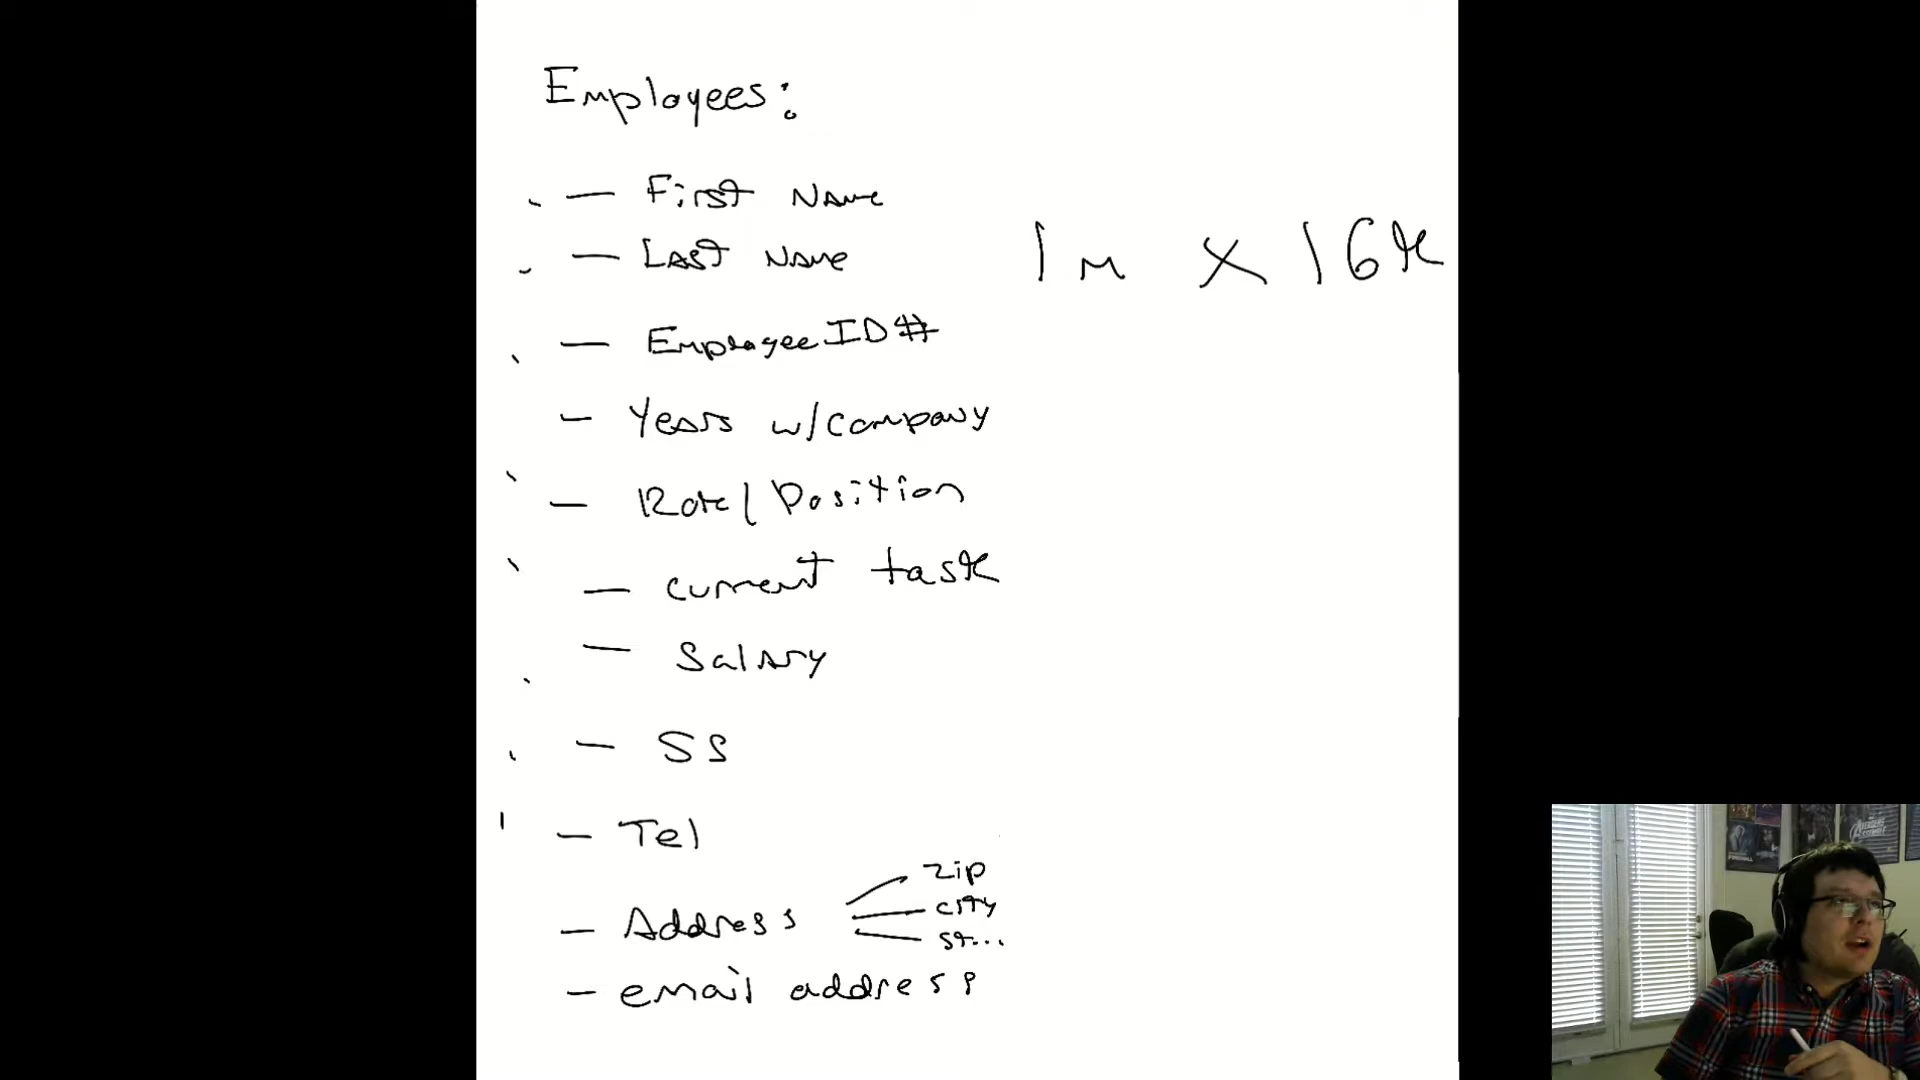 Employees:
— First Name
— Last Name
1m x 16k
— Employee ID#
- Years w/company
— Role/Position
— current task
— Salary
— SS
- Tel
- Address
zip
city
st...
- email address